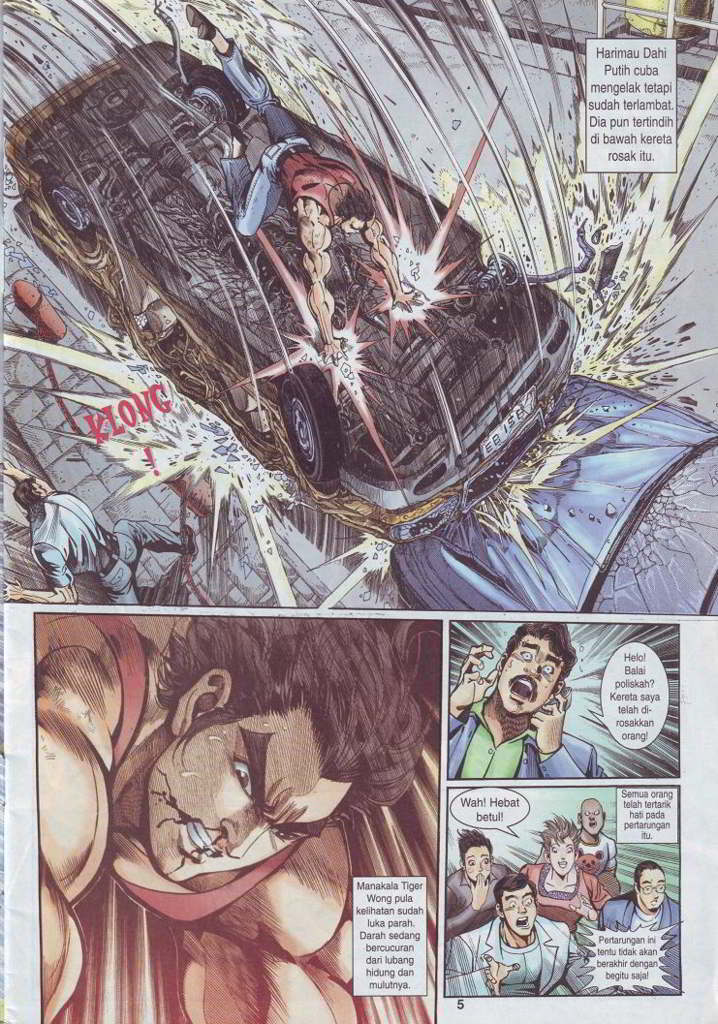 Harimau Dahi
Putih cuba
mengelak tetapi
sudah terlambat.
Dia pun tertindih
di bawah kereta
rosak itu.
KLONG
!
Helo!
Balai
poliskah?
Kereta saya
telah di-
rosakkan
orang!
Manakala Tiger
Wong pula
kelihatan sudah
luka parah.
Darah sedang
bercucuran
dari lubang
hidung dan
mulutnya.
Wah! Hebat
betul!
Semua orang
telah tertarik
hati pada
pertarungan
itu.
Pertarungan ini
tentu tidak akan
berakhir dengan
begitu saja!
5